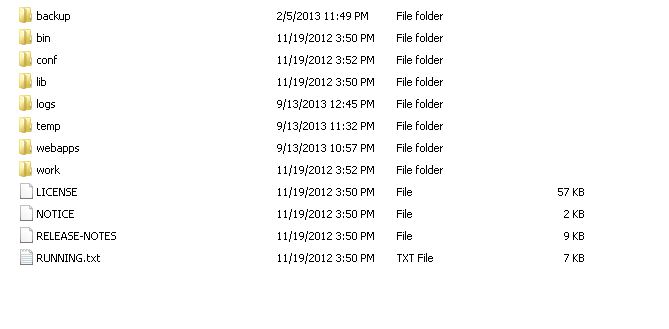 backup 2/5/2013 11:49 PM File folder
bin 11/19/2012 3:50 PM File folder
conf 11/19/2012 3:52 PM File folder
lib 11/19/2012 3:50 PM File folder
logs 9/13/2013 12:45 PM File folder
temp 9/13/2013 11:32 PM File folder
webapps 9/13/2013 10:57 PM File folder
work 11/19/2012 3:52 PM File folder
LICENSE 11/19/2012 3:50 PM File 57 KB
NOTICE 11/19/2012 3:50 PM File 2 KB
RELEASE-NOTES 11/19/2012 3:50 PM File 9 KB
RUNNING.txt 11/19/2012 3:50 PM TXT File 7 KB